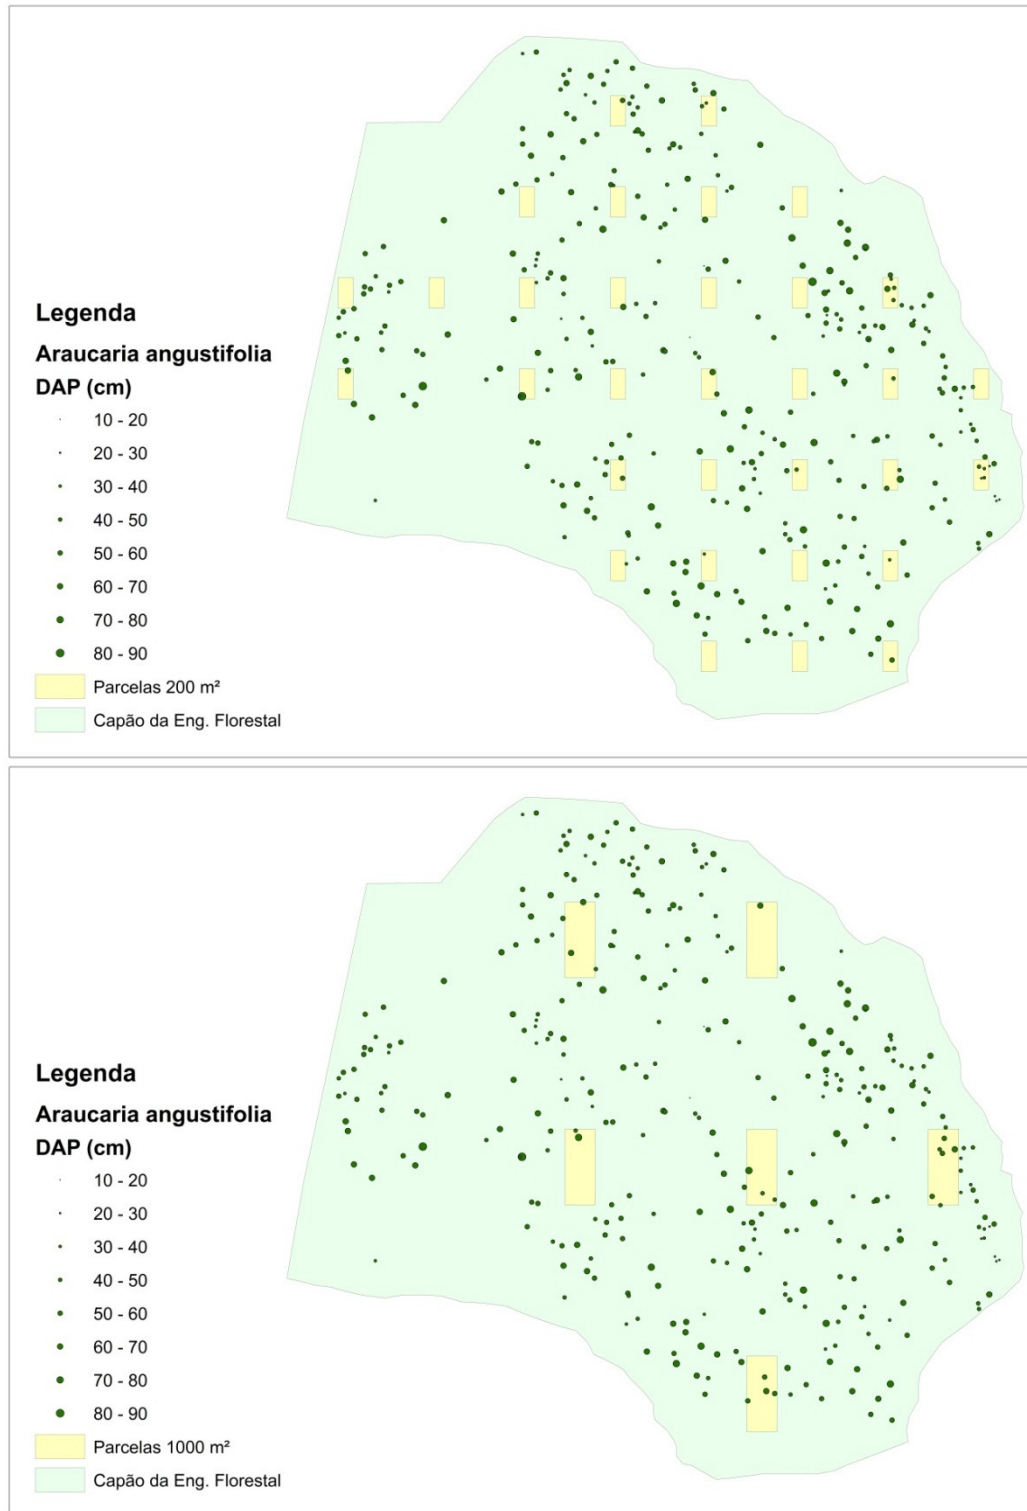 Legenda
Araucaria angustifolia
DAP (cm)
10 - 20
20 - 30
30 - 40
40 - 50
50 - 60
60 - 70
70 - 80
80 - 90
Parcelas 200 m²
Capão da Eng. Florestal
Legenda
Araucaria angustifolia
DAP (cm)
10 - 20
20 - 30
30 - 40
40 - 50
50 - 60
60 - 70
70 - 80
80 - 90
Parcelas 1000 m²
Capão da Eng. Florestal